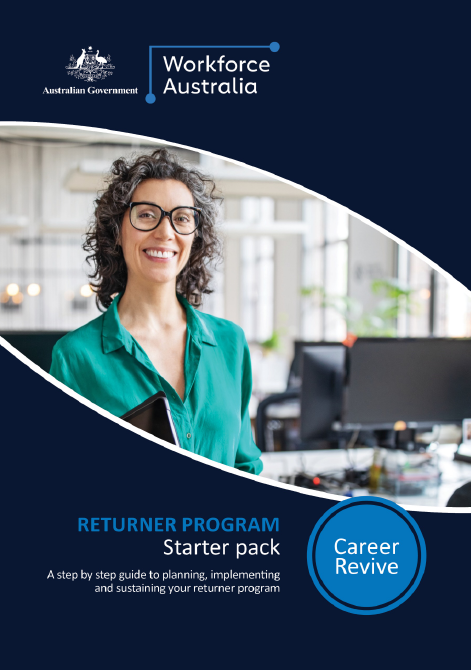 Australian Government
Workforce
Australia
RETURNER PROGRAM
Starter pack
A step by step guide to planning, implementing
and sustaining your returner program
Career
Revive